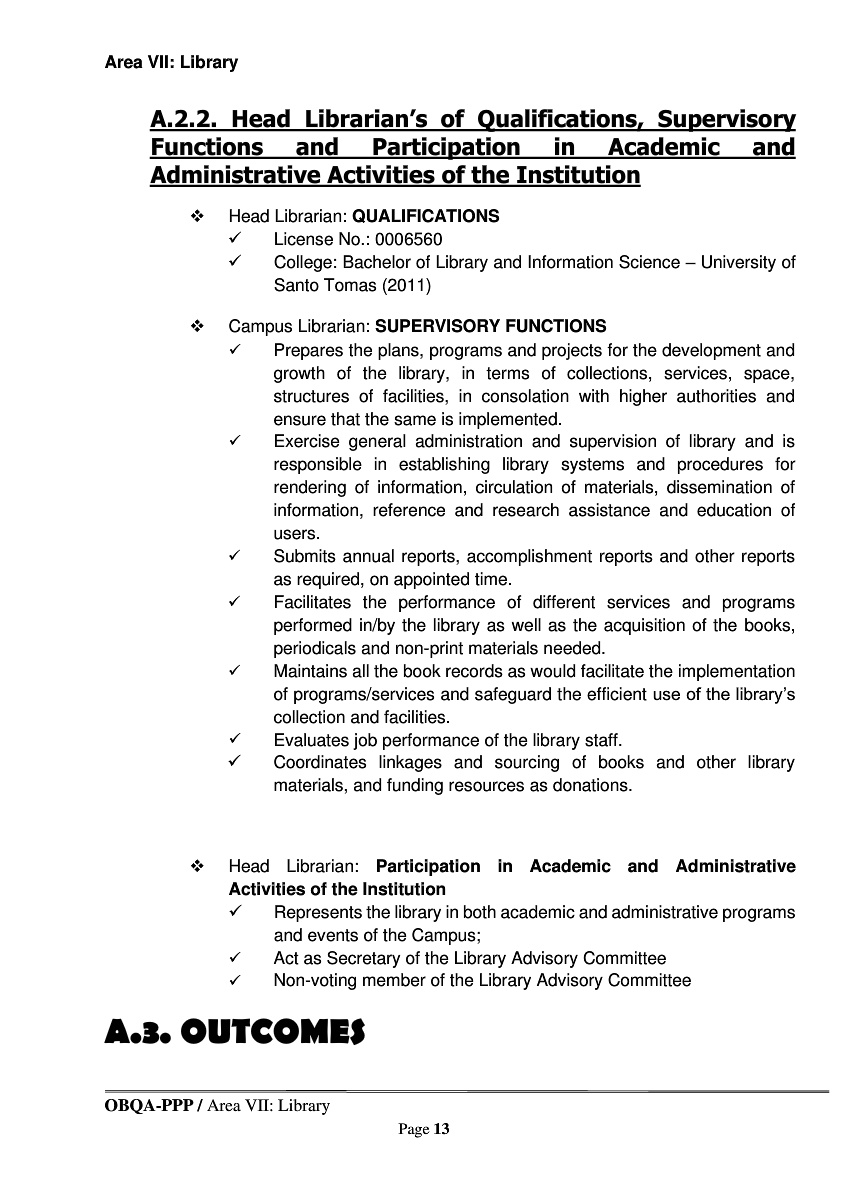 Area VII: Library
A.2.2. Head Librarian's of Qualifications, Supervisory
Functions and Participation in Academic and
Administrative Activities of the Institution
❖ Head Librarian: QUALIFICATIONS
✓ License No.: 0006560
✓ College: Bachelor of Library and Information Science – University of
Santo Tomas (2011)
❖ Campus Librarian: SUPERVISORY FUNCTIONS
✓ Prepares the plans, programs and projects for the development and
growth of the library, in terms of collections, services, space,
structures of facilities, in consolation with higher authorities and
ensure that the same is implemented.
✓ Exercise general administration and supervision of library and is
responsible in establishing library systems and procedures for
rendering of information, circulation of materials, dissemination of
information, reference and research assistance and education of
users.
✓ Submits annual reports, accomplishment reports and other reports
as required, on appointed time.
✓ Facilitates the performance of different services and programs
performed in/by the library as well as the acquisition of the books,
periodicals and non-print materials needed.
✓ Maintains all the book records as would facilitate the implementation
of programs/services and safeguard the efficient use of the library's
collection and facilities.
✓ Evaluates job performance of the library staff.
✓ Coordinates linkages and sourcing of books and other library
materials, and funding resources as donations.
❖ Head Librarian: Participation in Academic and Administrative
Activities of the Institution
✓ Represents the library in both academic and administrative programs
and events of the Campus;
✓ Act as Secretary of the Library Advisory Committee
✓ Non-voting member of the Library Advisory Committee
A.3. OUTCOMES
OBQA-PPP / Area VII: Library
Page 13